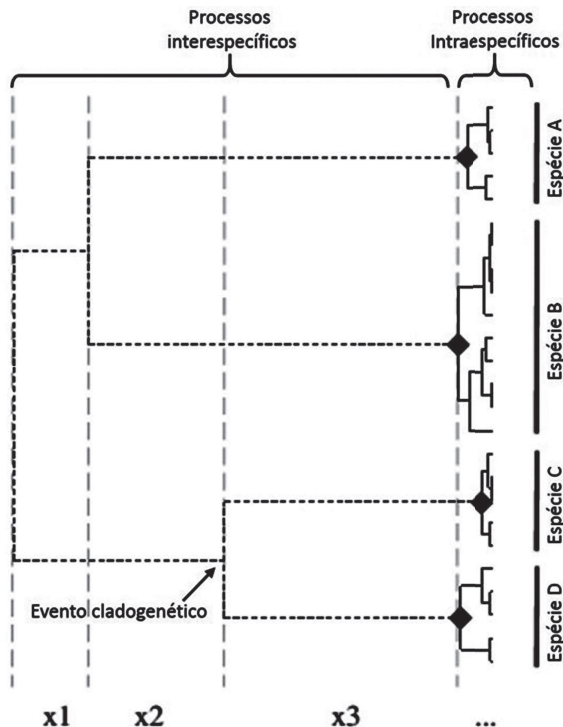 Processos
interespecíficos
Processos
Intraespecíficos
Espécie A
Espécie B
Espécie C
Espécie D
Evento cladogenético
x1
x2
x3
...